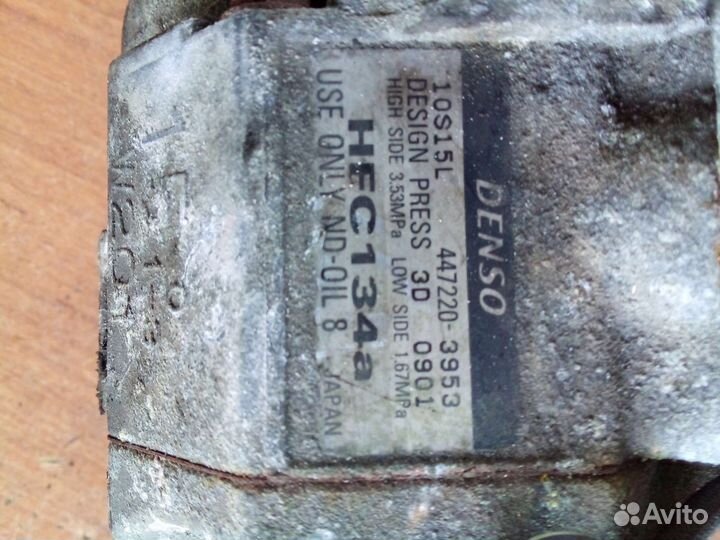 DENSO
10S15L 447220-3953
DESIGN PRESS 3D 0901
HIGH SIDE 3.53MPa LOW SIDE 1.67MPa
HFC134a
USE ONLY ND-OIL 8 JAPAN
Avito